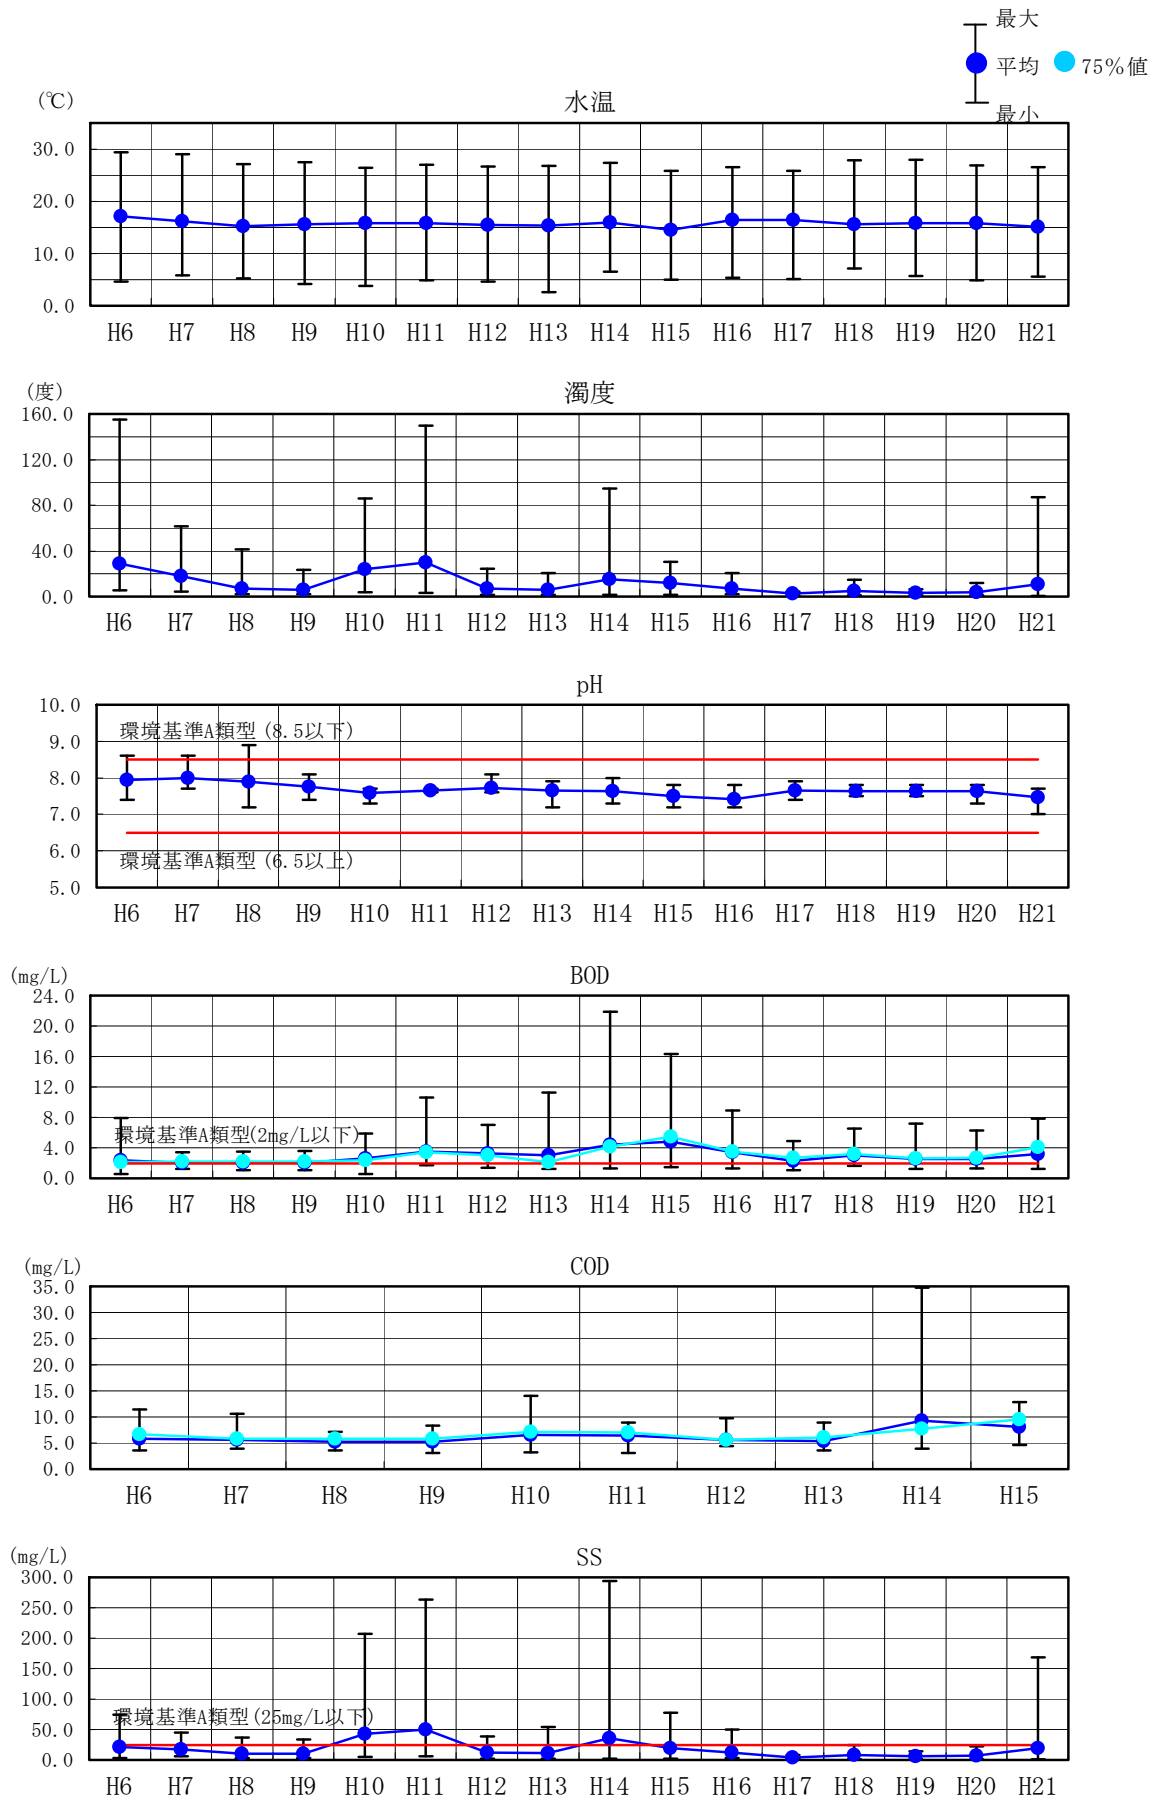 最大
平均 75%値
最小
(℃)
水温
30.0
20.0
10.0
0.0
H6 H7 H8 H9 H10 H11 H12 H13 H14 H15 H16 H17 H18 H19 H20 H21
(度)
濁度
160.0
120.0
80.0
40.0
0.0
H6 H7 H8 H9 H10 H11 H12 H13 H14 H15 H16 H17 H18 H19 H20 H21
pH
10.0
環境基準A類型(8.5以下)
9.0
8.0
7.0
6.0
環境基準A類型(6.5以上)
5.0
H6 H7 H8 H9 H10 H11 H12 H13 H14 H15 H16 H17 H18 H19 H20 H21
(mg/L)
BOD
24.0
20.0
16.0
12.0
8.0
環境基準A類型(2mg/L以下)
4.0
0.0
H6 H7 H8 H9 H10 H11 H12 H13 H14 H15 H16 H17 H18 H19 H20 H21
(mg/L)
COD
35.0
30.0
25.0
20.0
15.0
10.0
5.0
0.0
H6 H7 H8 H9 H10 H11 H12 H13 H14 H15
(mg/L)
SS
300.0
250.0
200.0
150.0
100.0
環境基準A類型(25mg/L以下)
50.0
0.0
H6 H7 H8 H9 H10 H11 H12 H13 H14 H15 H16 H17 H18 H19 H20 H21